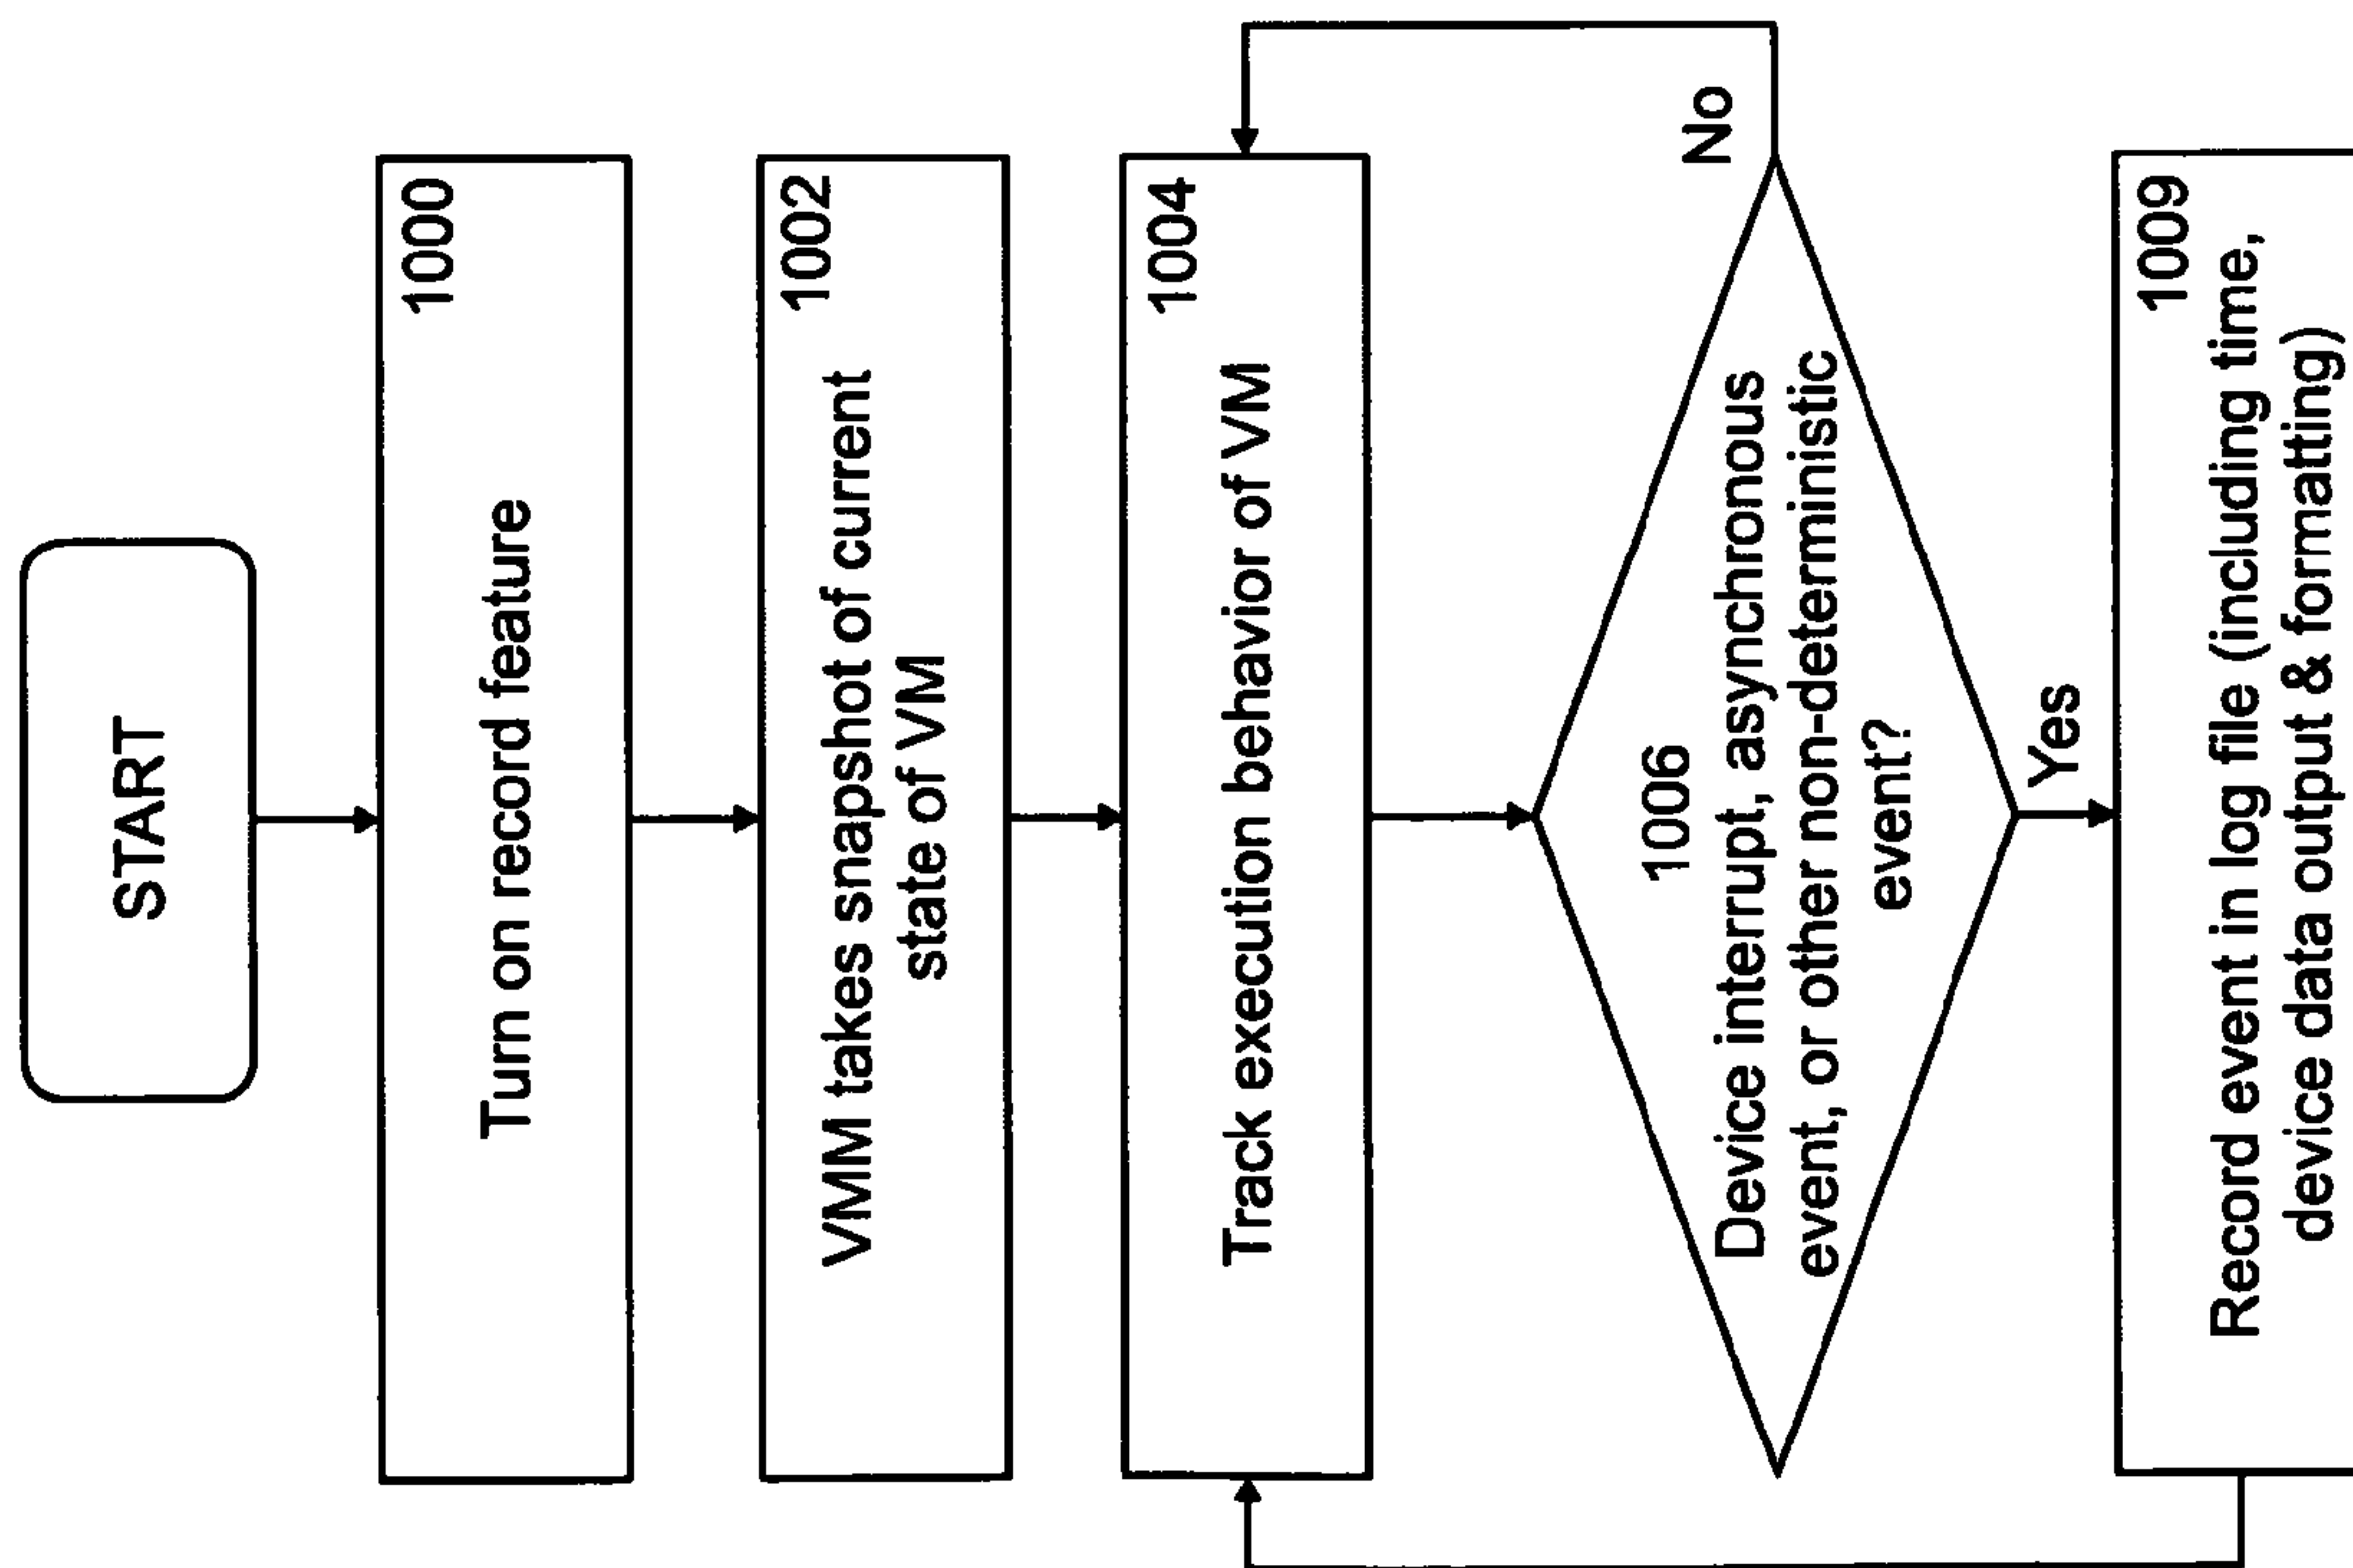 START
1000
Turn on record feature
1002
VMM takes snapshot of current
state of VM
1004
Track execution behavior of VM
1006
Device interrupt, asynchronous
event, or other non-deterministic
event?
No
Yes
1009
Record event in log file (including time,
device data output & formatting)